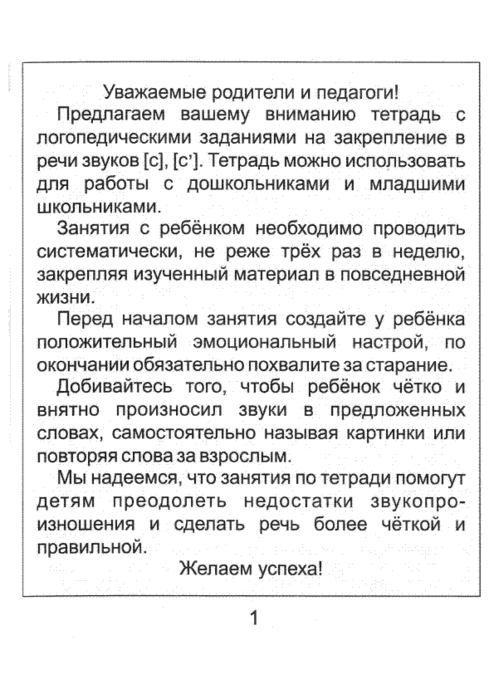 Уважаемые родители и педагоги!
Предлагаем вашему вниманию тетрадь с
логопедическими заданиями на закрепление в
речи звуков [с], [с’]. Тетрадь можно использовать
для работы с дошкольниками и младшими
школьниками.
Занятия с ребёнком необходимо проводить
систематически, не реже трёх раз в неделю,
закрепляя изученный материал в повседневной
жизни.
Перед началом занятия создайте у ребёнка
положительный эмоциональный настрой, по
окончании обязательно похвалите за старание.
Добивайтесь того, чтобы ребёнок чётко и
внятно произносил звуки в предложенных
словах, самостоятельно называя картинки или
повторяя слова за взрослым.
Мы надеемся, что занятия по тетради помогут
детям преодолеть недостатки звукопро-
изношения и сделать речь более чёткой и
правильной.
Желаем успеха!
1